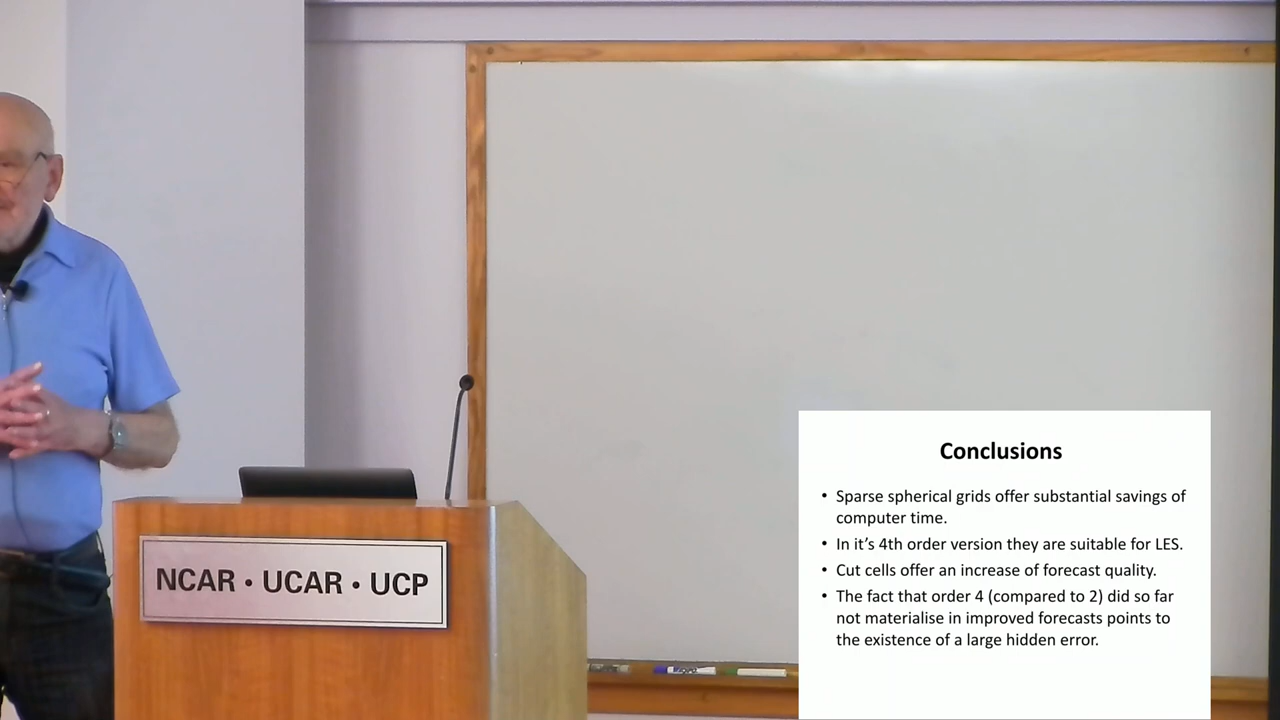 NCAR • UCAR • UCP
Conclusions
• Sparse spherical grids offer substantial savings of
computer time.
• In it’s 4th order version they are suitable for LES.
• Cut cells offer an increase of forecast quality.
• The fact that order 4 (compared to 2) did so far
not materialise in improved forecasts points to
the existence of a large hidden error.